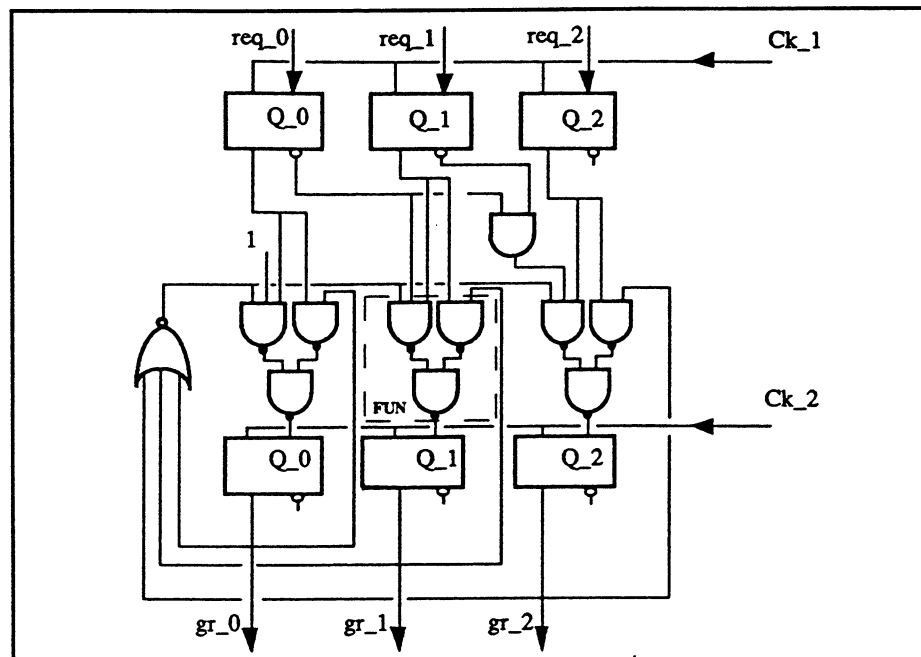 req_0 req_1 req_2 Ck_1
Q_0 Q_1 Q_2
1
FUN
Ck_2
Q_0 Q_1 Q_2
gr_0 gr_1 gr_2